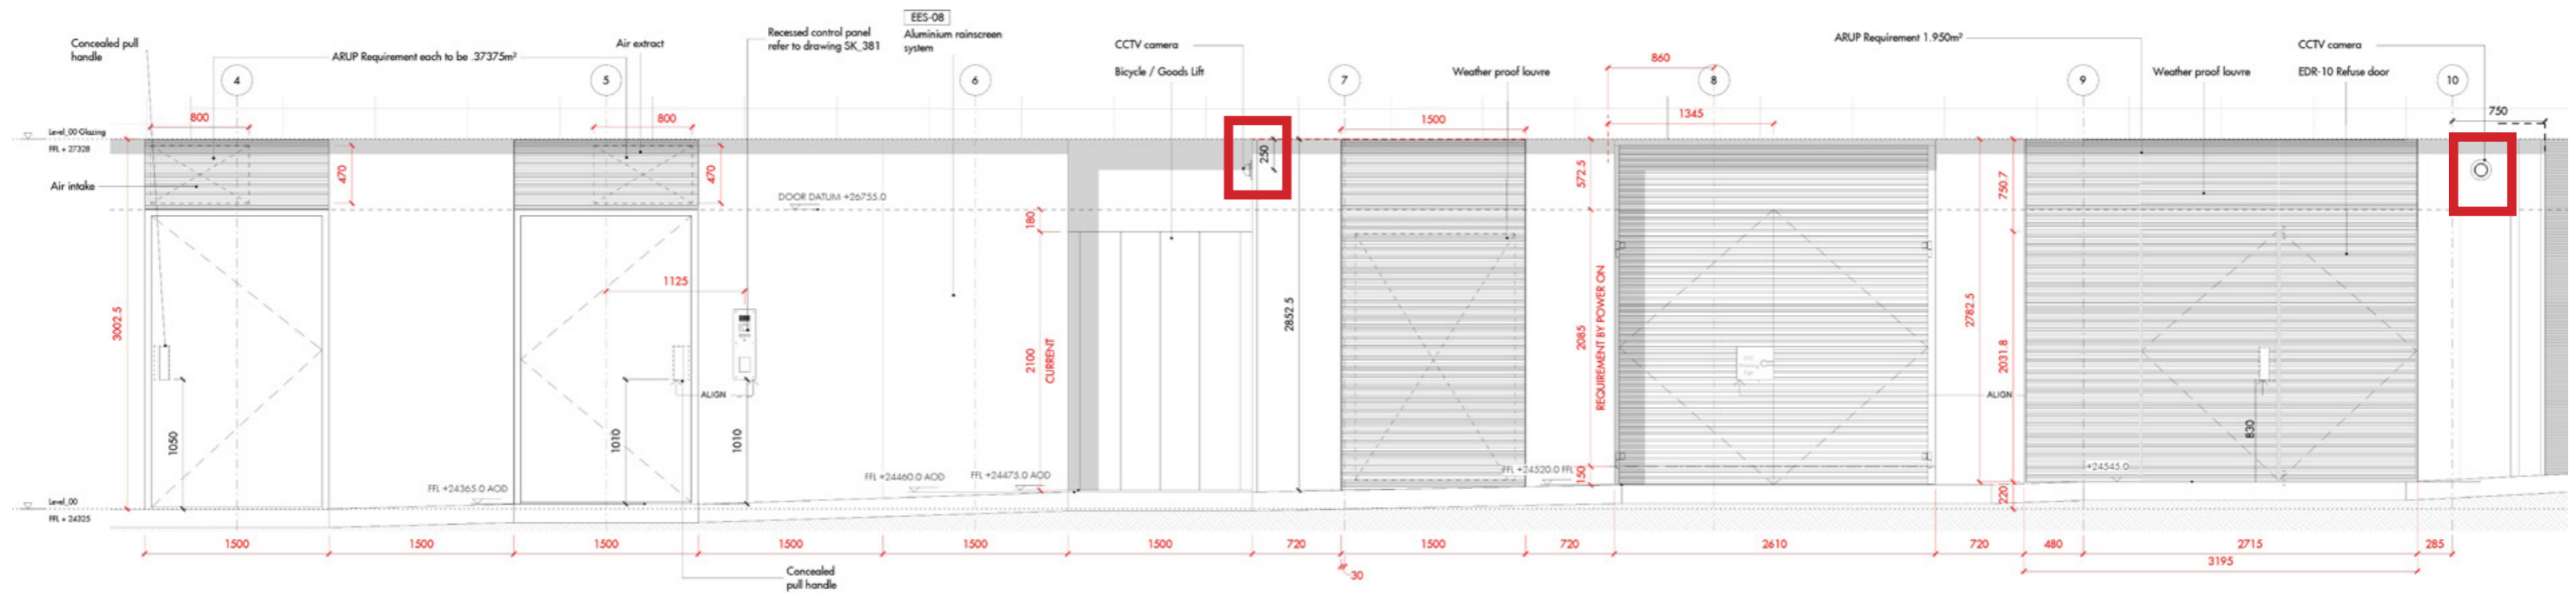 EES-08
Concealed pull
handle
ARUP Requirement each to be .37375m²
Air extract
Recessed control panel
refer to drawing SK_381
Aluminium rainscreen
system
CCTV camera
Bicycle / Goods Lift
Weather proof louvre
860
ARUP Requirement 1.950m²
Weather proof louvre
CCTV camera
EDR-10 Refuse door
4
5
6
7
8
9
10
800
800
1500
1345
750
Level_00 Glazing
FFL + 27328
Air intake
470
470
DOOR DATUM +26755.0
250
572.5
750.7
180
1125
3002.5
2100
CURRENT
2852.5
2085
REQUIREMENT BY POWER ON
2782.5
2031.8
ALIGN
ALIGN
1050
1010
1010
830
FFL +24365.0 AOD
FFL +24460.0 AOD
FFL +24475.0 AOD
FFL +24520.0 FFL
150
+24545.0
220
Level_00
FFL + 24325
1500
1500
1500
1500
1500
1500
720
1500
720
2610
720
480
2715
285
3195
30
Concealed
pull handle